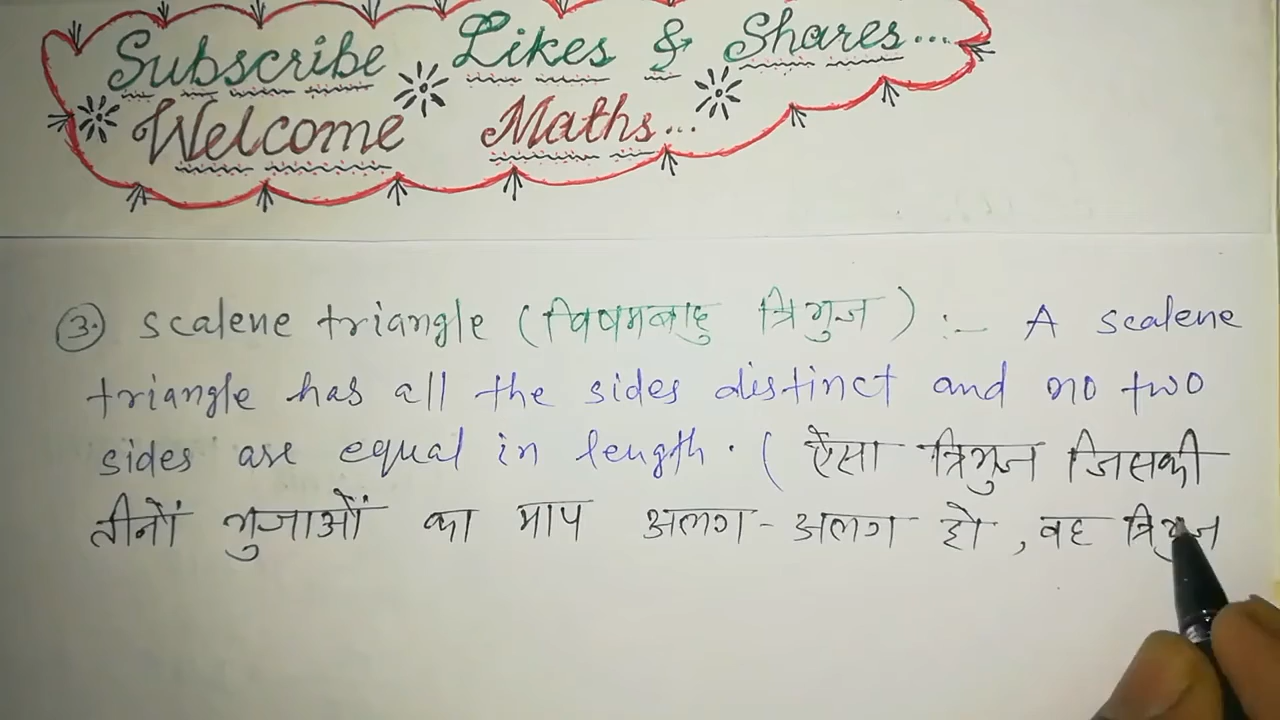 Subscribe Likes & Shares...
Welcome Maths...
③. scalene triangle (विषमबाहु त्रिभुज) :- A scalene
triangle has all the sides distinct and no two
sides are equal in length. ( ऐसा त्रिभुज जिसकी
तीनों भुजाओं का माप अलग-अलग हो, वह त्रिभुज